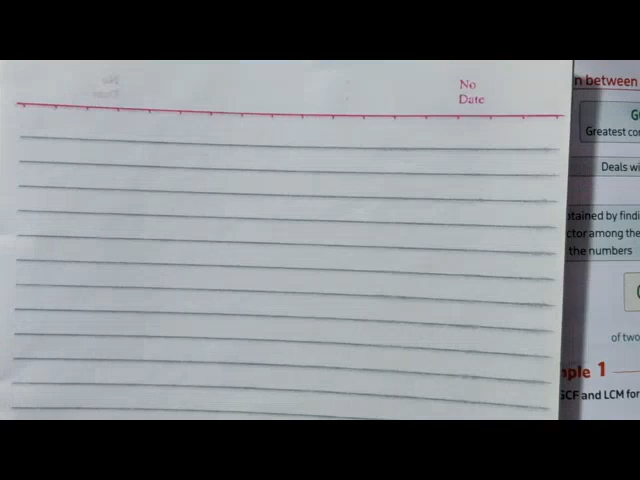 No
Date
n between
G
Greatest co
Deals wi
btained by findi
ctor among the
the numbers
of two
ple 1
GCF and LCM for